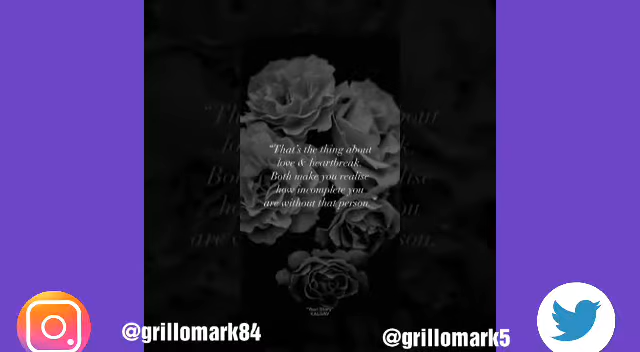 “That's the thing about
love & heartbreak.
Both make you realise
how incomplete you
are without that person.”
@grillomark84
@grillomark5